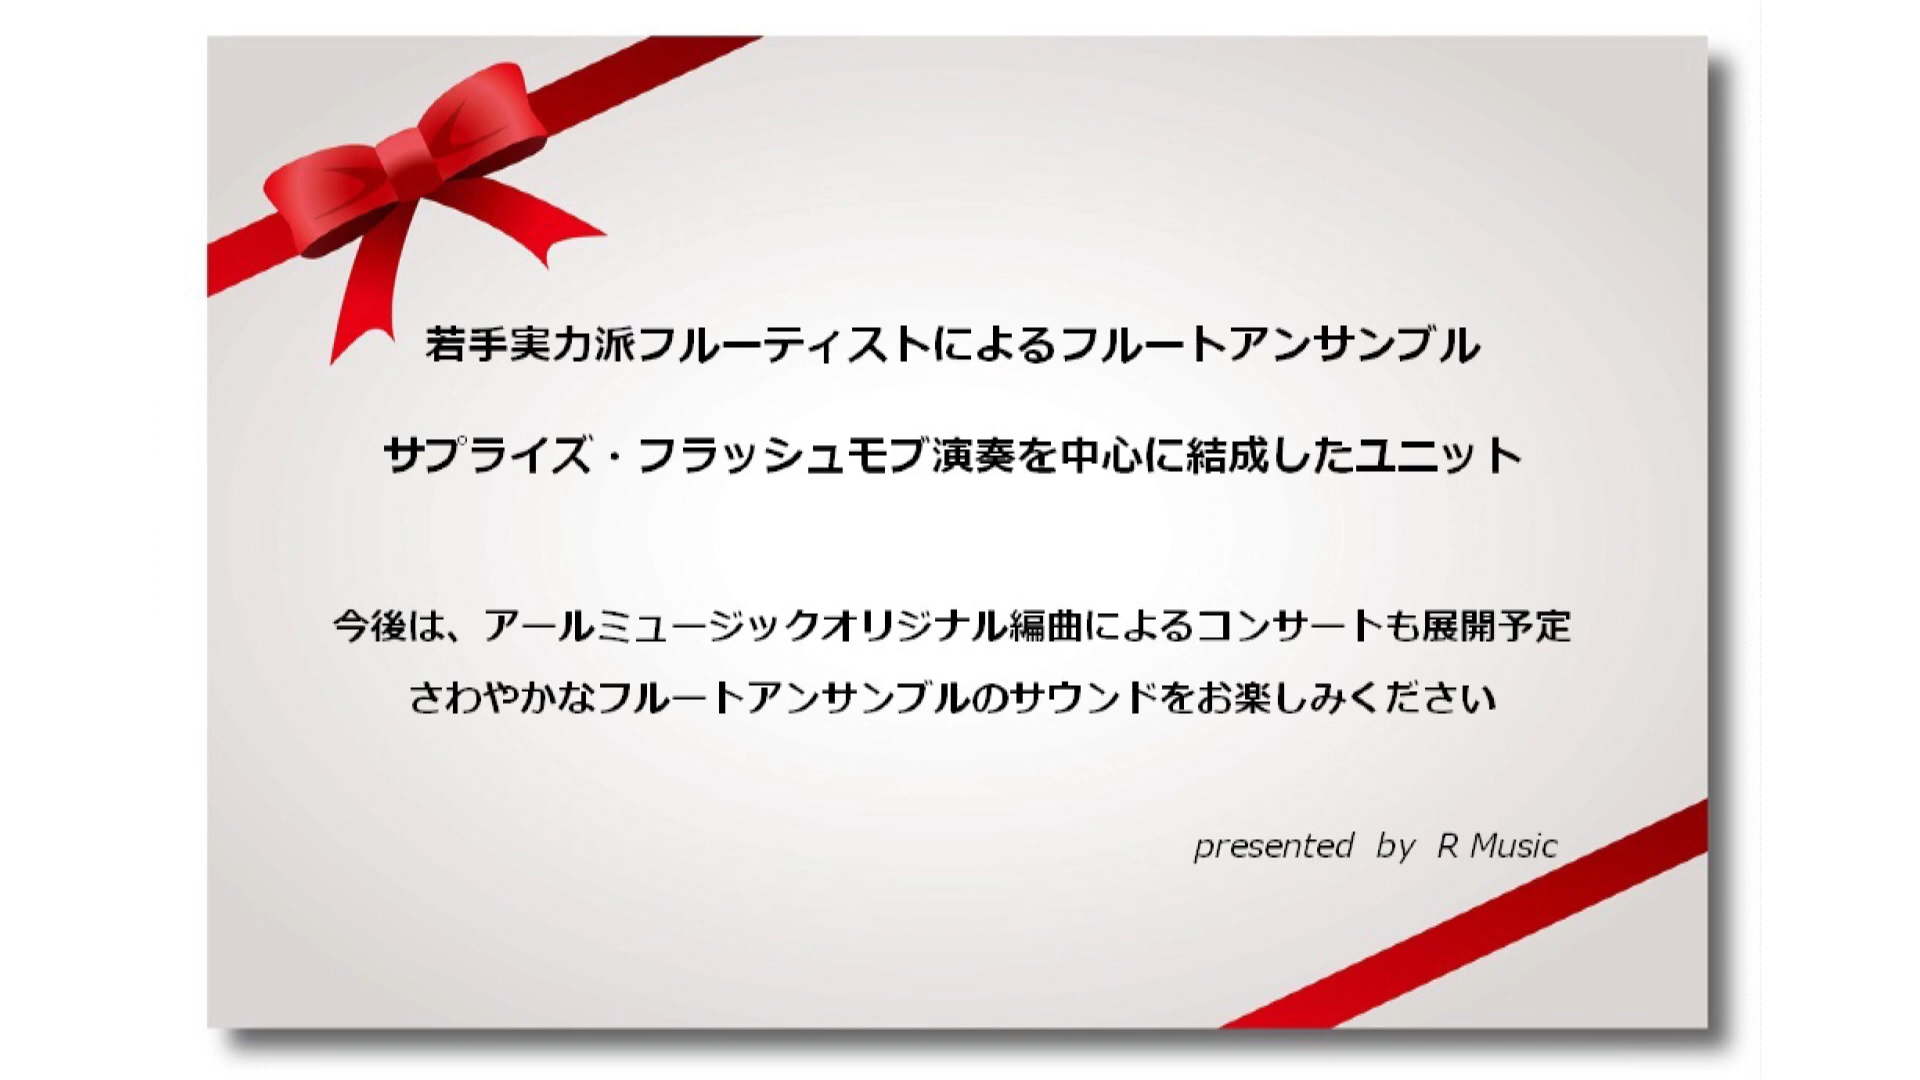 若手実力派フルーティストによるフルートアンサンブル
サプライズ・フラッシュモブ演奏を中心に結成したユニット
今後は、アールミュージックオリジナル編曲によるコンサートも展開予定
さわやかなフルートアンサンブルのサウンドをお楽しみください
presented by R Music